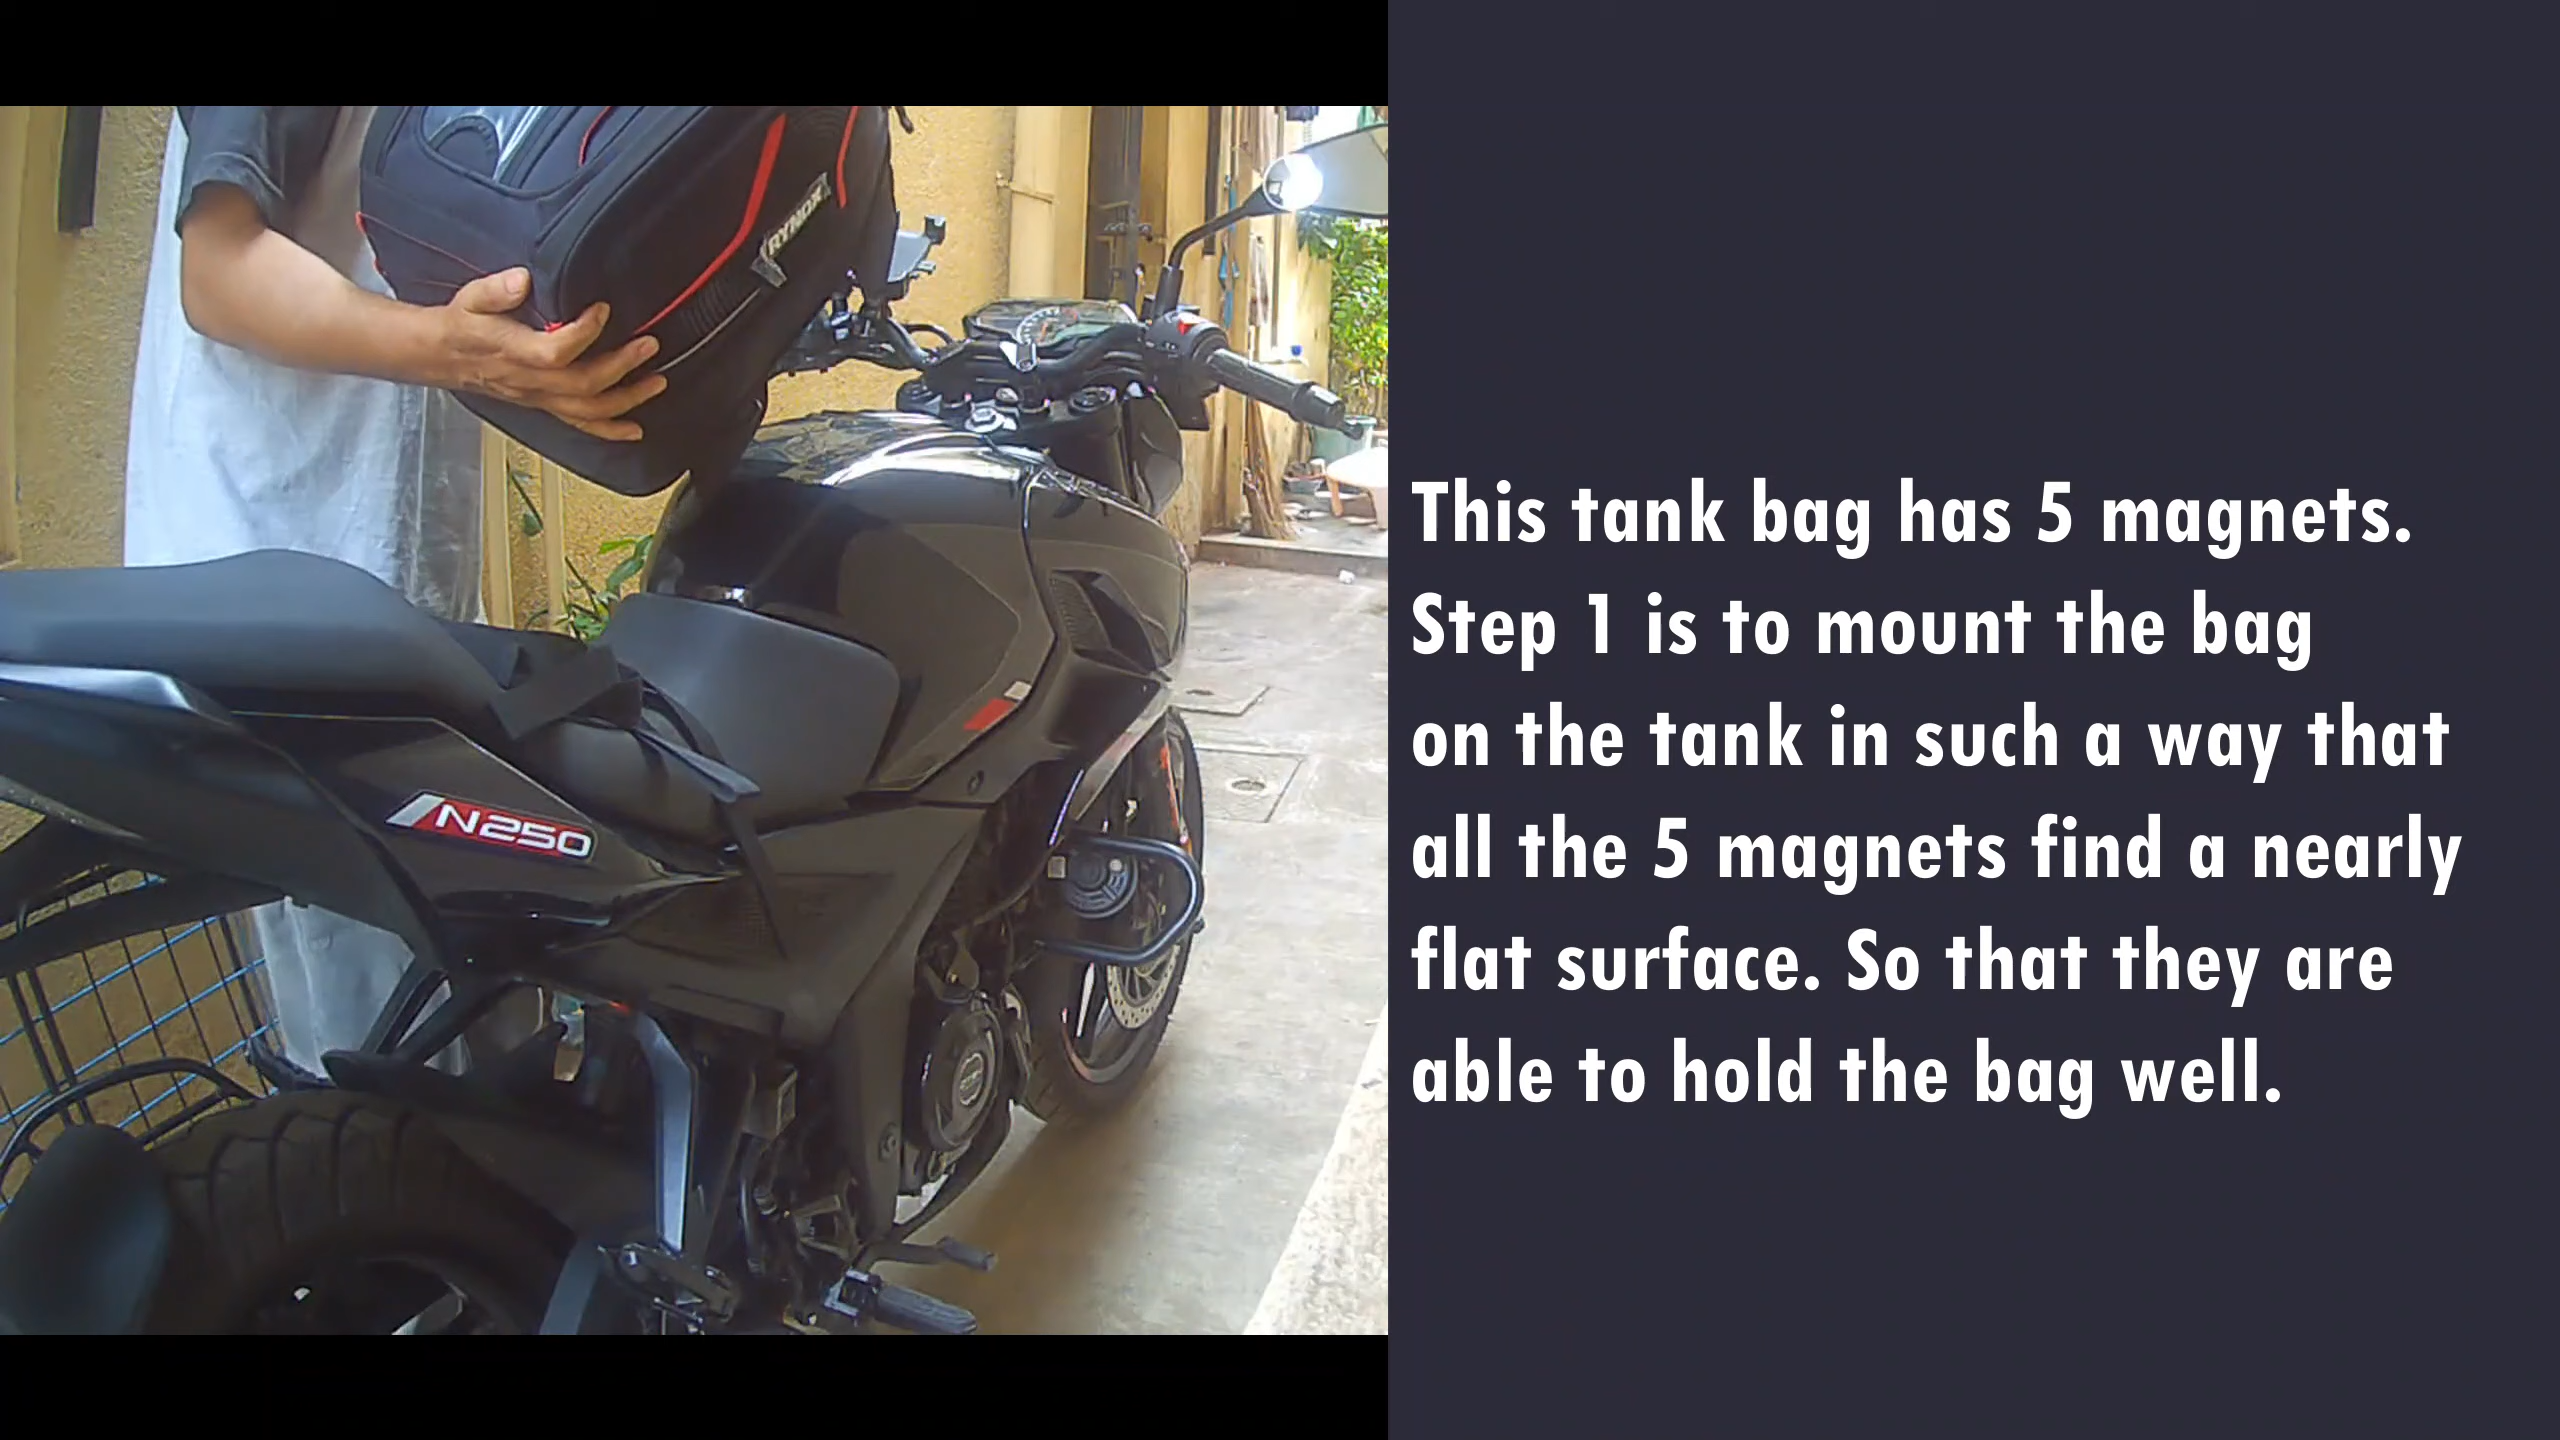 RYNOX
N250
This tank bag has 5 magnets.
Step 1 is to mount the bag
on the tank in such a way that
all the 5 magnets find a nearly
flat surface. So that they are
able to hold the bag well.